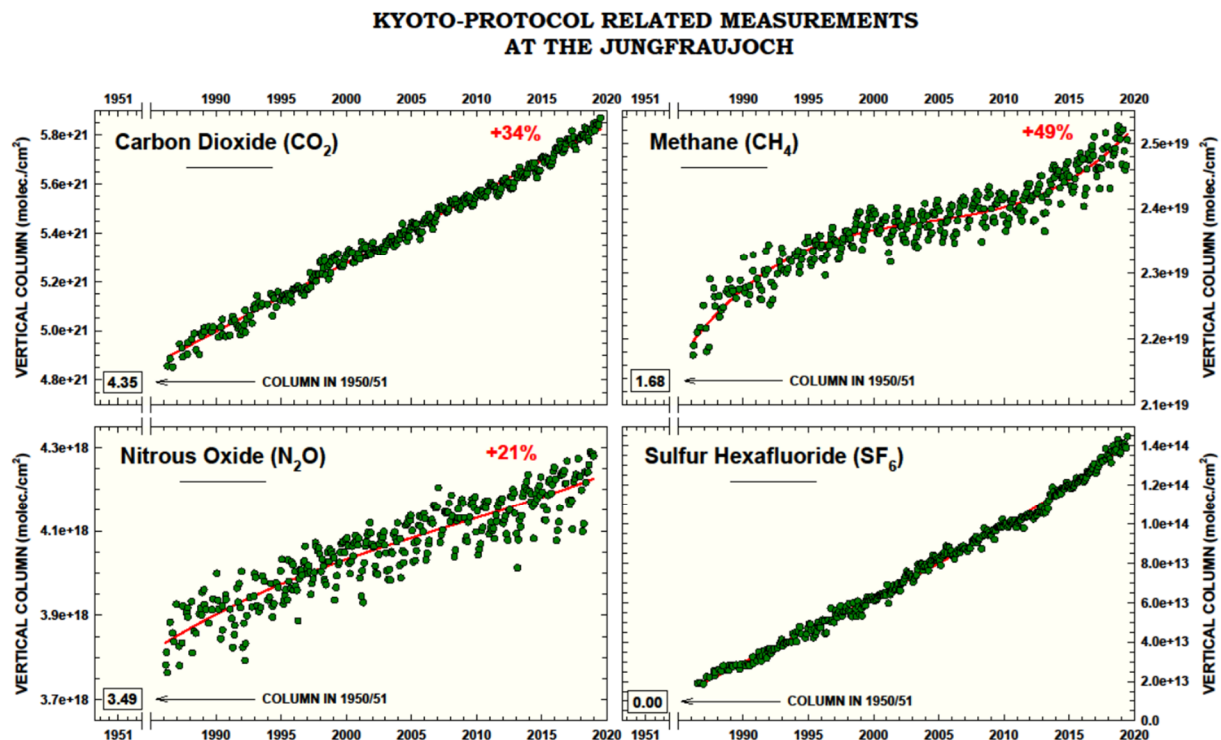 KYOTO-PROTOCOL RELATED MEASUREMENTS
AT THE JUNGFRAUJOCH
1951 1990 1995 2000 2005 2010 2015 2020
1951 1990 1995 2000 2005 2010 2015 2020
Carbon Dioxide (CO2)
+34%
VERTICAL COLUMN (molec./cm²)
5.8e+21
5.6e+21
5.4e+21
5.2e+21
5.0e+21
4.8e+21
4.35
COLUMN IN 1950/51
Methane (CH4)
+49%
2.5e+19
2.4e+19
2.3e+19
2.2e+19
2.1e+19
VERTICAL COLUMN (molec./cm²)
1.68
COLUMN IN 1950/51
Nitrous Oxide (N2O)
+21%
VERTICAL COLUMN (molec./cm²)
4.3e+18
4.1e+18
3.9e+18
3.7e+18
3.49
COLUMN IN 1950/51
Sulfur Hexafluoride (SF6)
1.4e+14
1.2e+14
1.0e+14
8.0e+13
6.0e+13
4.0e+13
2.0e+13
0.0
VERTICAL COLUMN (molec./cm²)
0.00
COLUMN IN 1950/51
1951 1990 1995 2000 2005 2010 2015 2020
1951 1990 1995 2000 2005 2010 2015 2020